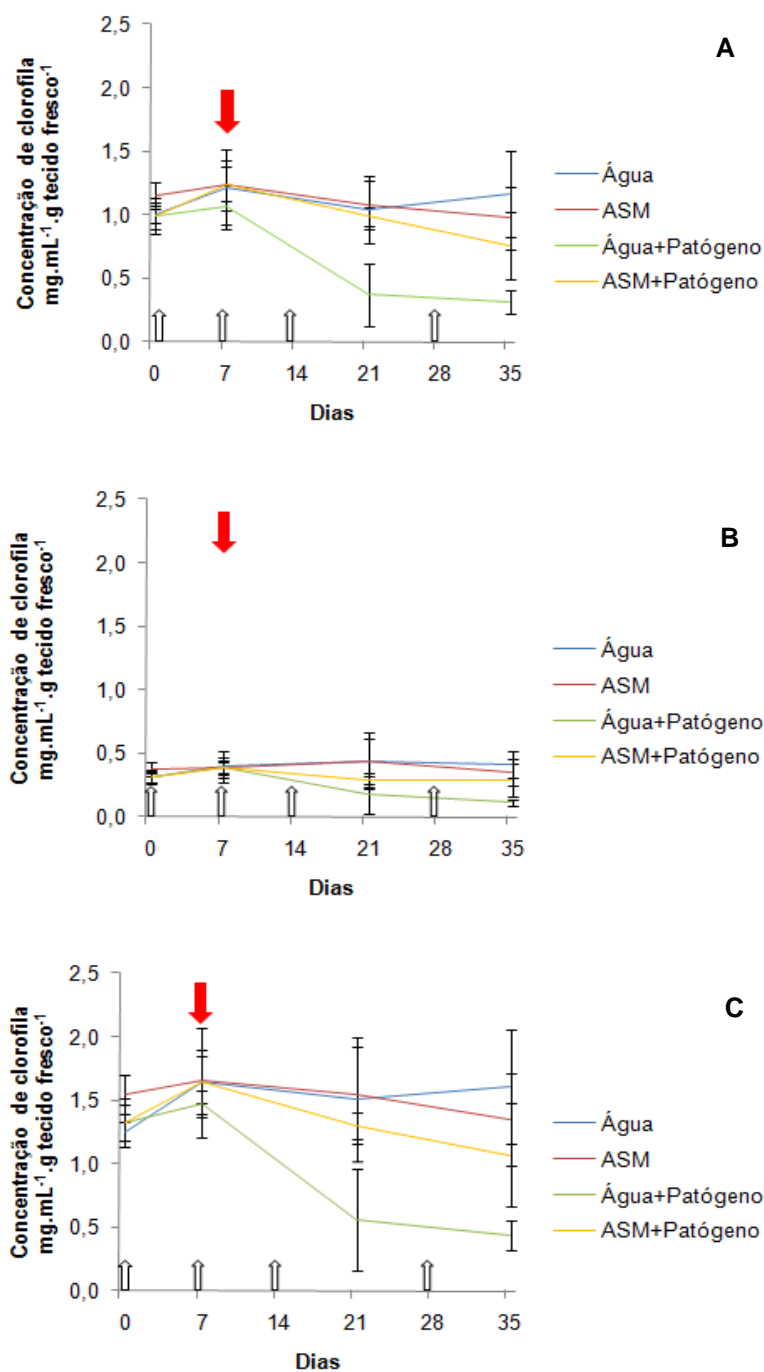 A
Concentração de clorofila
mg.mL⁻¹.g tecido fresco⁻¹
2,5
2,0
1,5
1,0
0,5
0,0
0 7 14 21 28 35
Dias
Água
ASM
Água+Patógeno
ASM+Patógeno
B
Concentração de clorofila
mg.mL⁻¹.g tecido fresco⁻¹
2,5
2,0
1,5
1,0
0,5
0,0
0 7 14 21 28 35
Dias
Água
ASM
Água+Patógeno
ASM+Patógeno
C
Concentração de clorofila
mg.mL⁻¹.g tecido fresco⁻¹
2,5
2,0
1,5
1,0
0,5
0,0
0 7 14 21 28 35
Dias
Água
ASM
Água+Patógeno
ASM+Patógeno